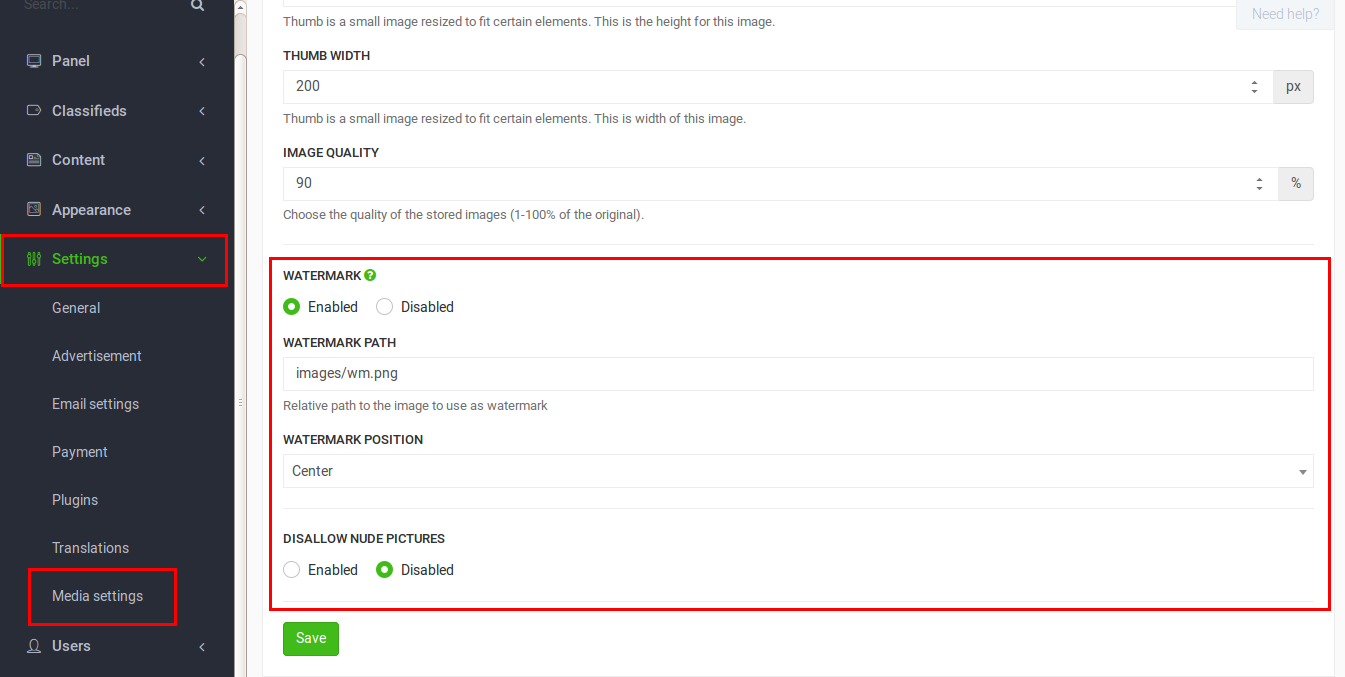 Search...
Panel
Classifieds
Content
Appearance
Settings
General
Advertisement
Email settings
Payment
Plugins
Translations
Media settings
Users
Need help?
Thumb is a small image resized to fit certain elements. This is the height for this image.
THUMB WIDTH
200 px
Thumb is a small image resized to fit certain elements. This is width of this image.
IMAGE QUALITY
90 %
Choose the quality of the stored images (1-100% of the original).
WATERMARK ?
Enabled Disabled
WATERMARK PATH
images/wm.png
Relative path to the image to use as watermark
WATERMARK POSITION
Center
DISALLOW NUDE PICTURES
Enabled Disabled
Save